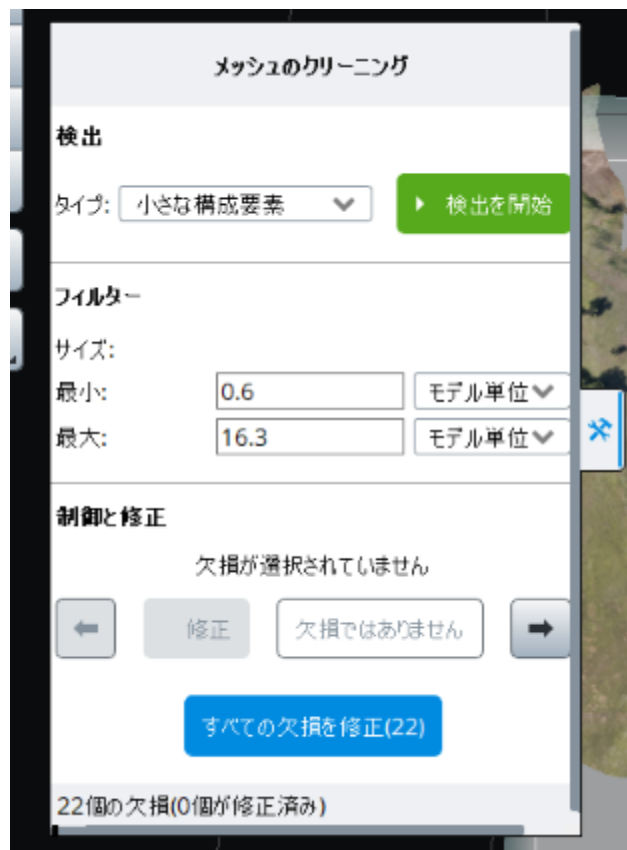 メッシュのクリーニング
検出
タイプ: 小さな構成要素 検出を開始
フィルター
サイズ:
最小: 0.6 モデル単位
最大: 16.3 モデル単位
制御と修正
欠損が選択されていません
修正 欠損ではありません
すべての欠損を修正(22)
22個の欠損(0個が修正済み)